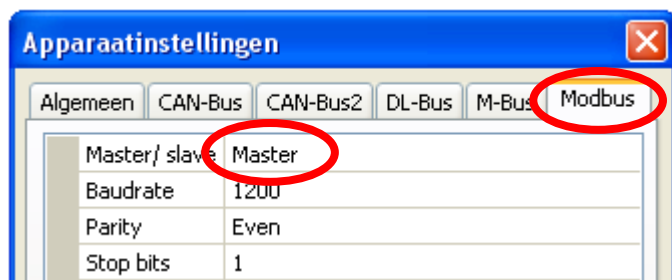 Apparaatinstellingen
Algemeen CAN-Bus CAN-Bus2 DL-Bus M-Bus Modbus
Master/ slave Master
Baudrate 1200
Parity Even
Stop bits 1